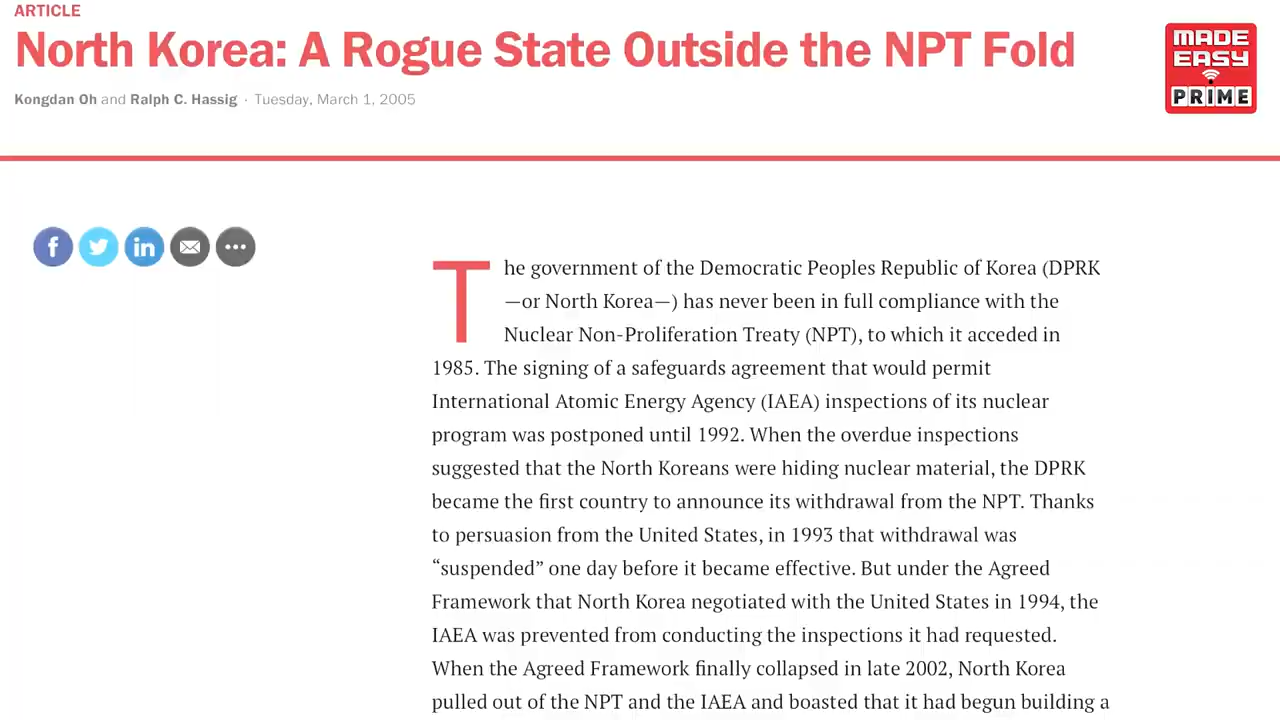 ARTICLE
North Korea: A Rogue State Outside the NPT Fold
Kongdan Oh and Ralph C. Hassig · Tuesday, March 1, 2005
MADE
EASY
PRIME
f
in
The government of the Democratic Peoples Republic of Korea (DPRK
—or North Korea—) has never been in full compliance with the
Nuclear Non-Proliferation Treaty (NPT), to which it acceded in
1985. The signing of a safeguards agreement that would permit
International Atomic Energy Agency (IAEA) inspections of its nuclear
program was postponed until 1992. When the overdue inspections
suggested that the North Koreans were hiding nuclear material, the DPRK
became the first country to announce its withdrawal from the NPT. Thanks
to persuasion from the United States, in 1993 that withdrawal was
“suspended” one day before it became effective. But under the Agreed
Framework that North Korea negotiated with the United States in 1994, the
IAEA was prevented from conducting the inspections it had requested.
When the Agreed Framework finally collapsed in late 2002, North Korea
pulled out of the NPT and the IAEA and boasted that it had begun building a